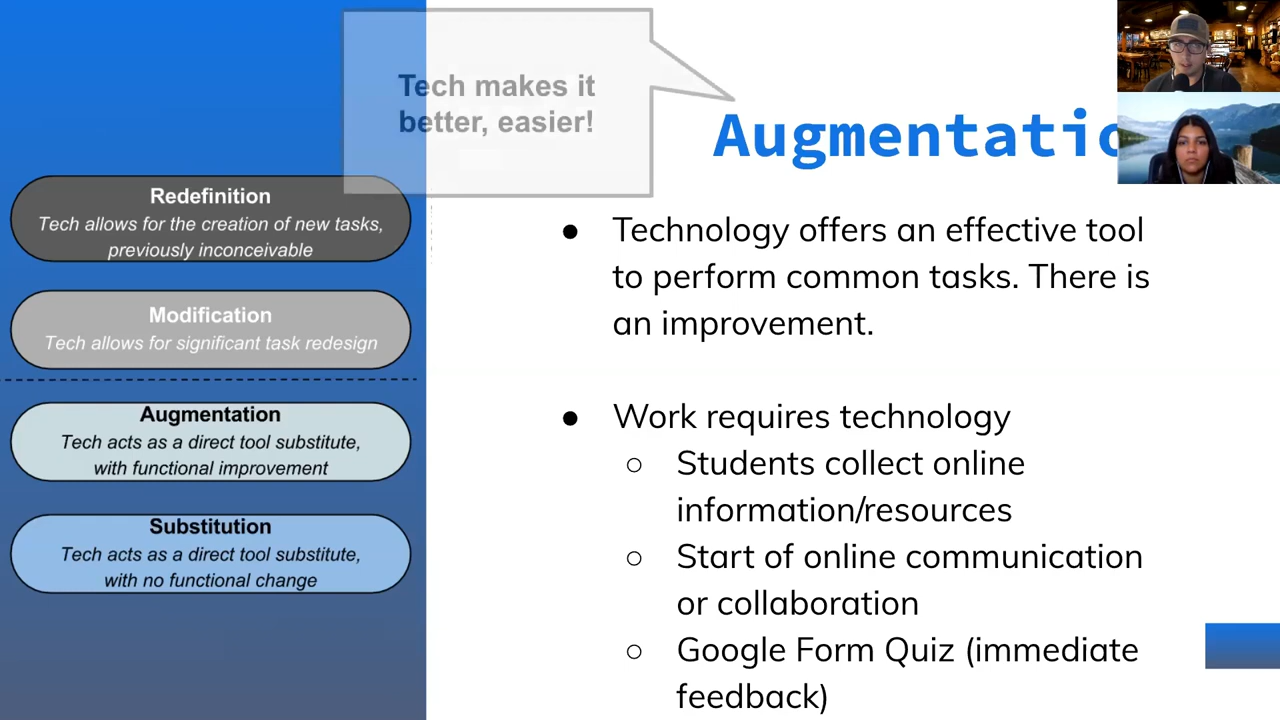 Tech makes it
better, easier!
Augmentatio
Redefinition
Tech allows for the creation of new tasks,
previously inconceivable
Modification
Tech allows for significant task redesign
Augmentation
Tech acts as a direct tool substitute,
with functional improvement
Substitution
Tech acts as a direct tool substitute,
with no functional change
● Technology offers an effective tool
to perform common tasks. There is
an improvement.
● Work requires technology
○ Students collect online
information/resources
○ Start of online communication
or collaboration
○ Google Form Quiz (immediate
feedback)